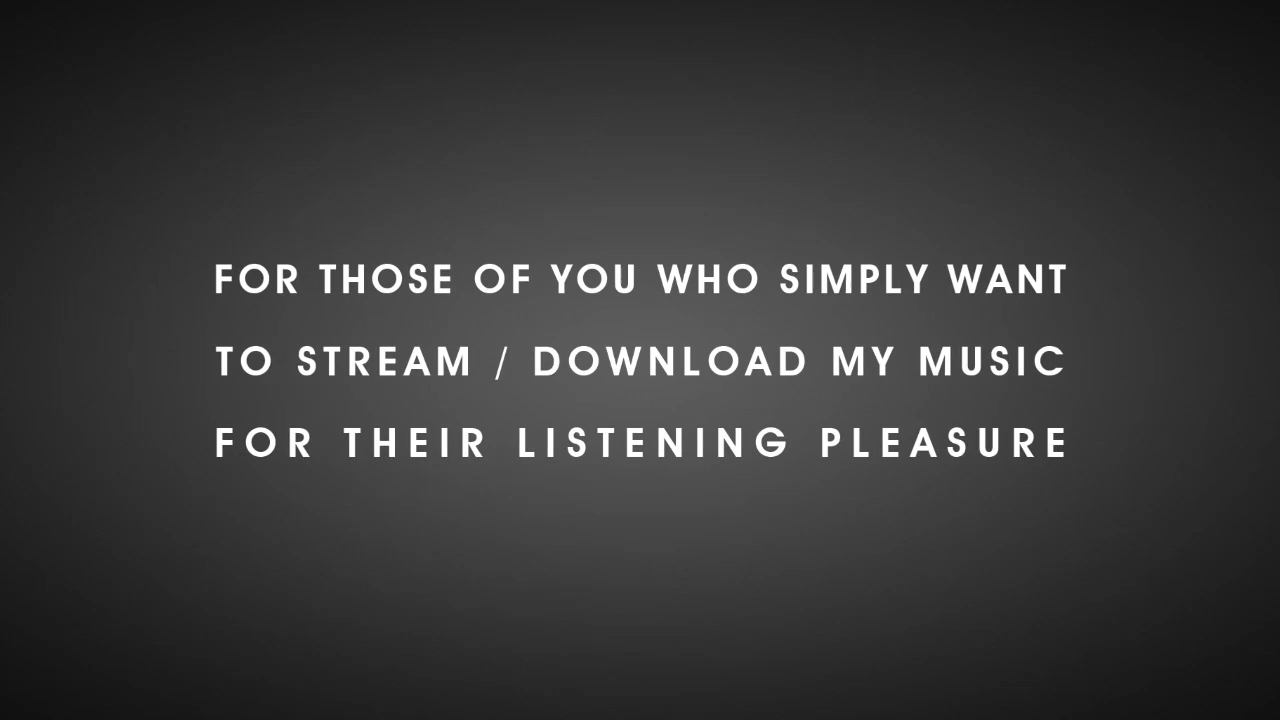 FOR THOSE OF YOU WHO SIMPLY WANT
TO STREAM / DOWNLOAD MY MUSIC
FOR THEIR LISTENING PLEASURE